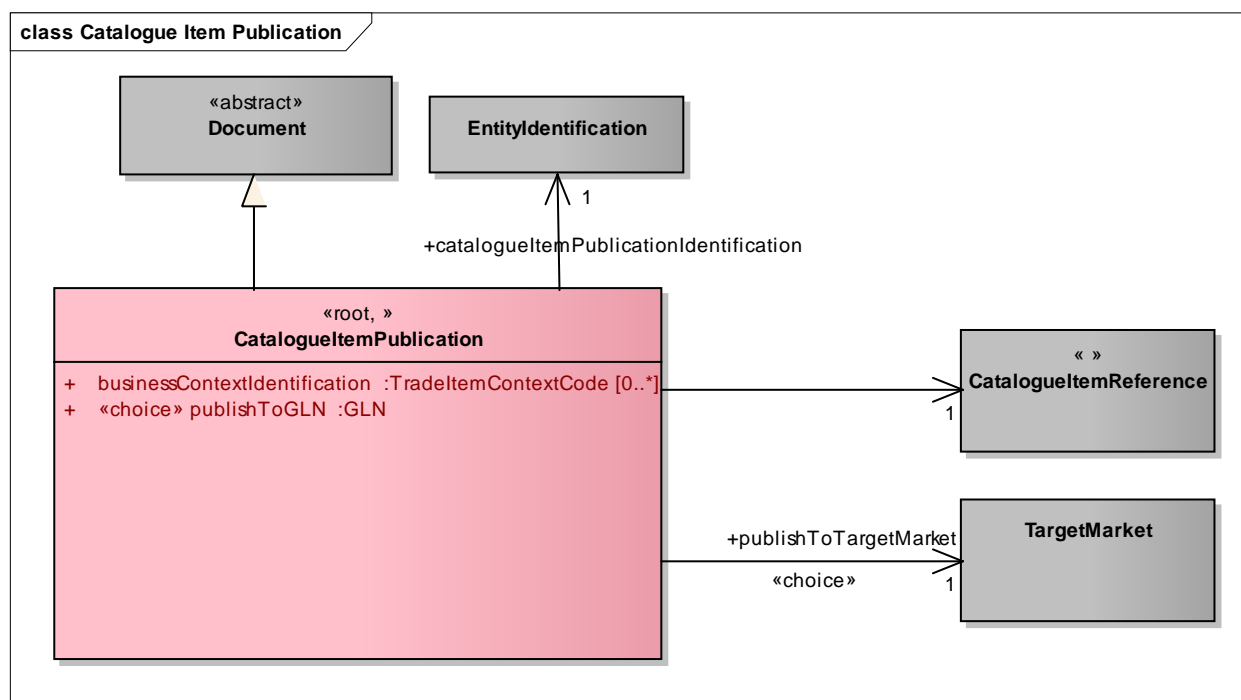 class Catalogue Item Publication
«abstract»
Document
EntityIdentification
1
+catalogueItemPublicationIdentification
«root, »
CatalogueItemPublication
+ businessContextIdentification :TradeItemContextCode [0..*]
+ «choice» publishToGLN :GLN
« »
CatalogueItemReference
1
+publishToTargetMarket
«choice»
1
TargetMarket